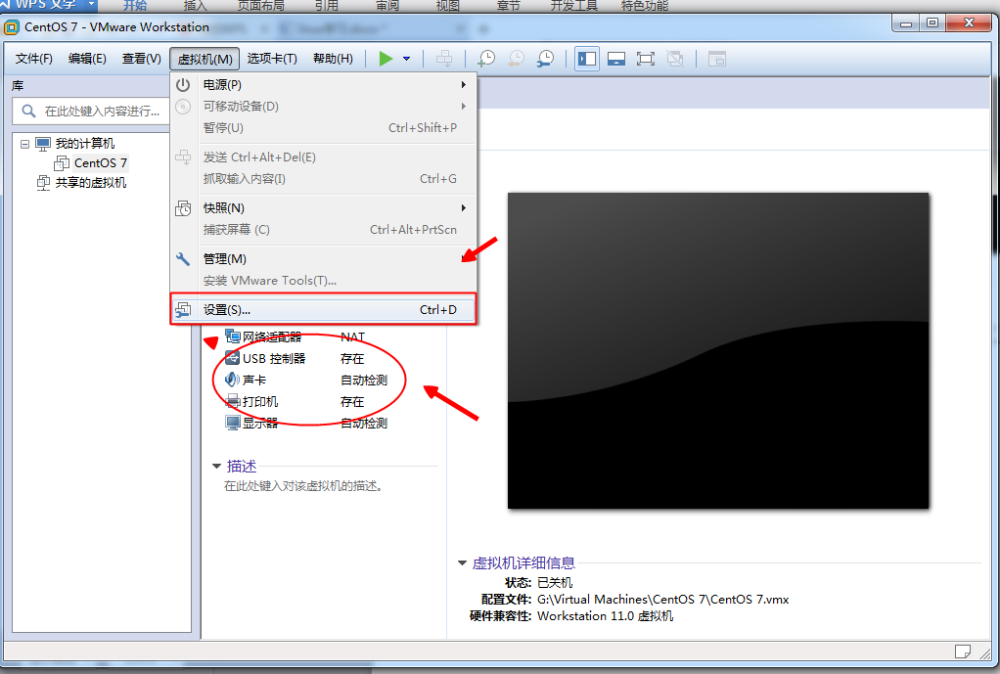 WPS 文字 开始 插入 页面布局 引用 审阅 视图 章节 开发工具 特色功能
CentOS 7 - VMware Workstation
文件(F) 编辑(E) 查看(V) 虚拟机(M) 选项卡(T) 帮助(H)
库
在此处键入内容进行...
我的计算机
CentOS 7
共享的虚拟机
电源(P)
可移动设备(D)
暂停(U) Ctrl+Shift+P
发送 Ctrl+Alt+Del(E)
抓取输入内容(I) Ctrl+G
快照(N)
捕获屏幕 (C) Ctrl+Alt+PrtScn
管理(M)
安装 VMware Tools(T)...
设置(S)... Ctrl+D
网络适配器 NAT
USB 控制器 存在
声卡 自动检测
打印机 存在
显示器 自动检测
描述
在此处键入对该虚拟机的描述。
虚拟机详细信息
状态: 已关机
配置文件: G:\Virtual Machines\CentOS 7\CentOS 7.vmx
硬件兼容性: Workstation 11.0 虚拟机